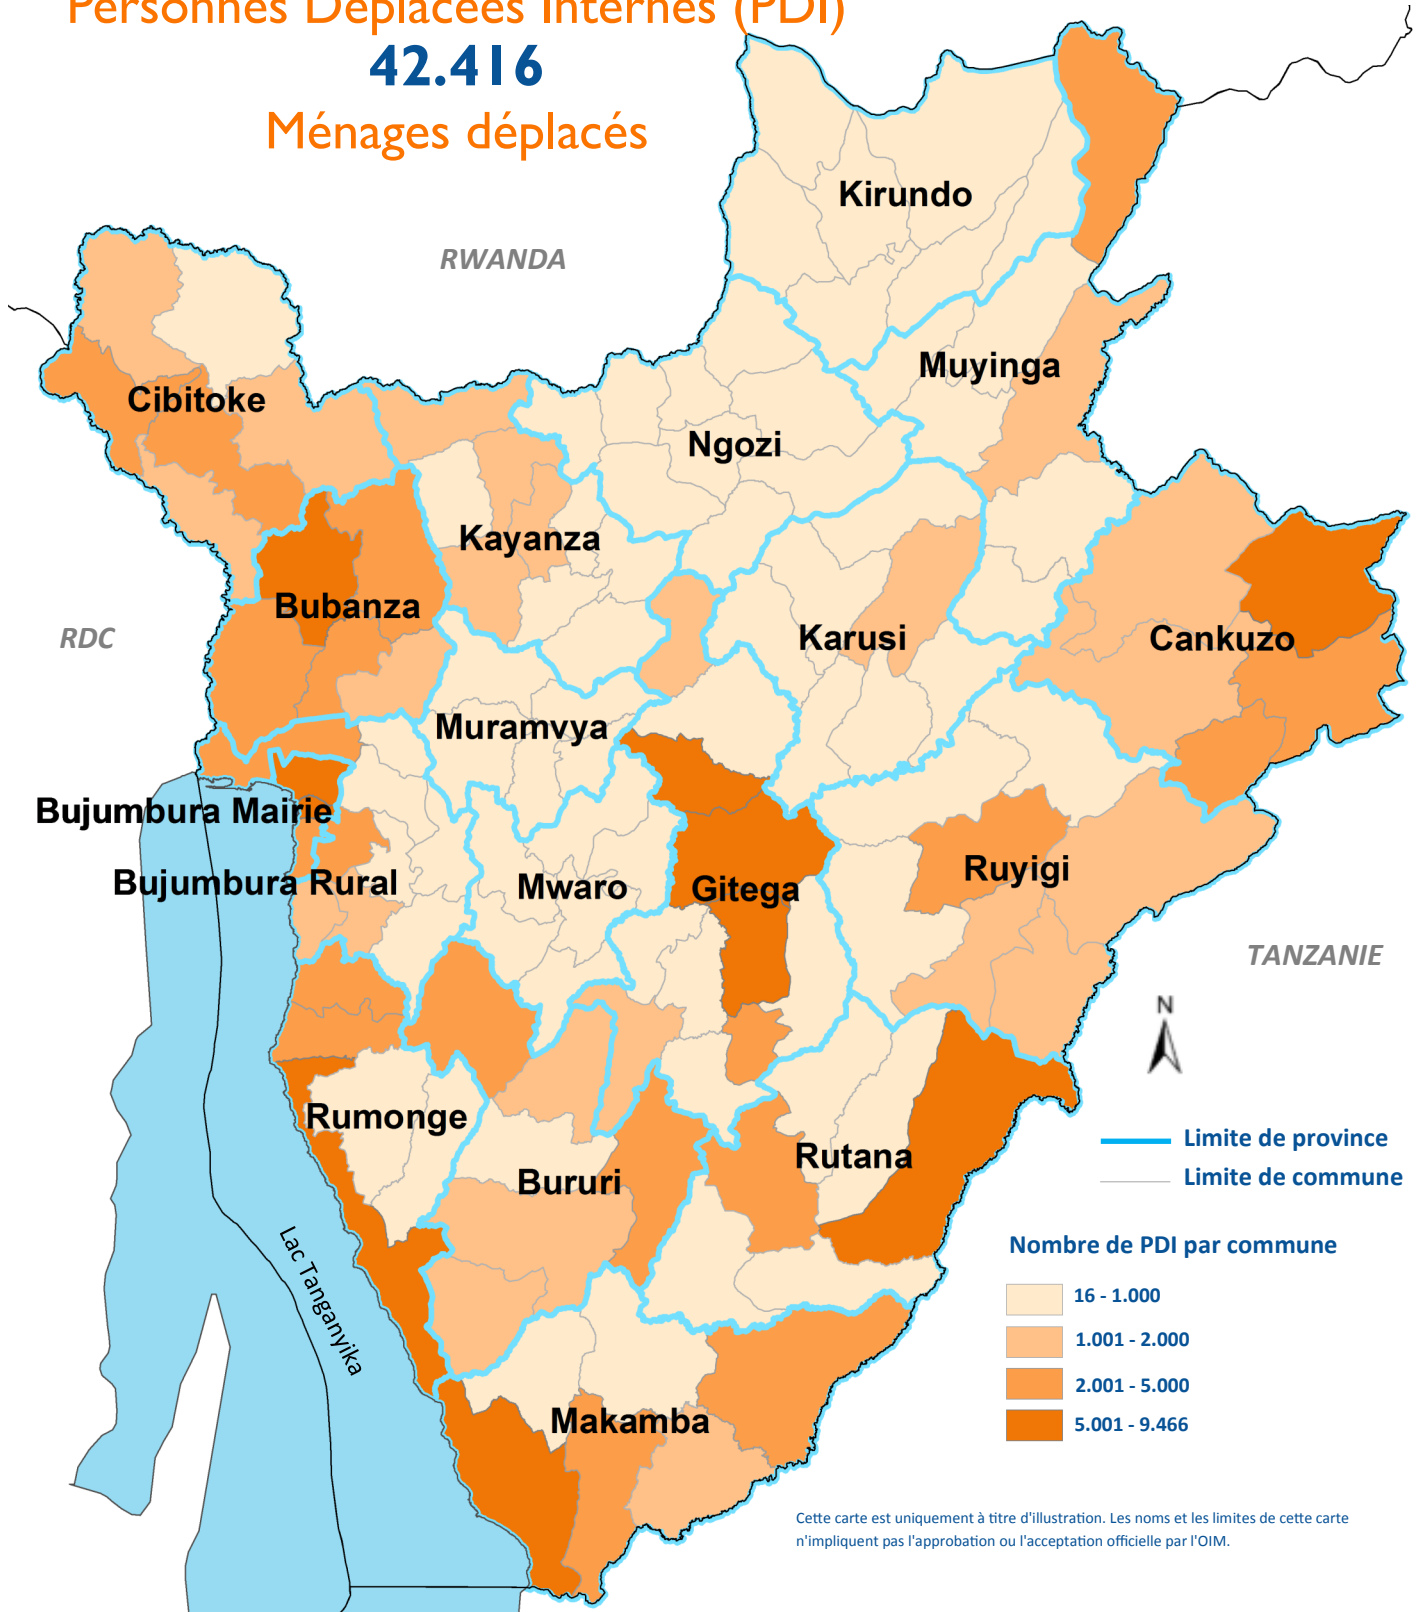 Personnes Déplacées Internes (PDI)
42.416
Ménages déplacés
Kirundo
RWANDA
Muyinga
Cibitoke
Ngozi
Kayanza
Bubanza
RDC
Karusi
Cankuzo
Muramvya
Bujumbura Mairie
Ruyigi
Bujumbura Rural
Mwaro
Gitega
TANZANIE
N
Rumonge
Limite de province
Rutana
Limite de commune
Bururi
Nombre de PDI par commune
Lac Tanganyika
16 - 1.000
1.001 - 2.000
2.001 - 5.000
Makamba
5.001 - 9.466
Cette carte est uniquement à titre d'illustration. Les noms et les limites de cette carte
n'impliquent pas l'approbation ou l'acceptation officielle par l'OIM.